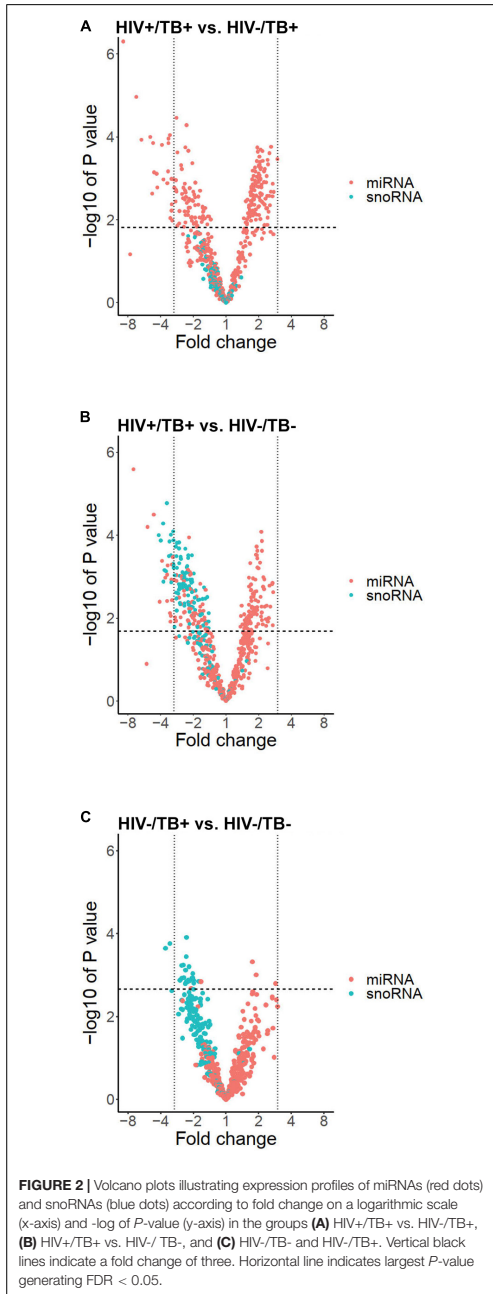 A HIV+/TB+ vs. HIV-/TB+
6
4
2
0
-log10 of P value
-8 -4 -2 1 2 4 8
Fold change
miRNA
snoRNA
B HIV+/TB+ vs. HIV-/TB-
6
4
2
0
-log10 of P value
-8 -4 -2 1 2 4 8
Fold change
miRNA
snoRNA
C HIV-/TB+ vs. HIV-/TB-
6
4
2
0
-log10 of P value
-8 -4 -2 1 2 4 8
Fold change
miRNA
snoRNA
FIGURE 2 | Volcano plots illustrating expression profiles of miRNAs (red dots)
and snoRNAs (blue dots) according to fold change on a logarithmic scale
(x-axis) and -log of P-value (y-axis) in the groups (A) HIV+/TB+ vs. HIV-/TB+,
(B) HIV+/TB+ vs. HIV-/ TB-, and (C) HIV-/TB- and HIV-/TB+. Vertical black
lines indicate a fold change of three. Horizontal line indicates largest P-value
generating FDR < 0.05.